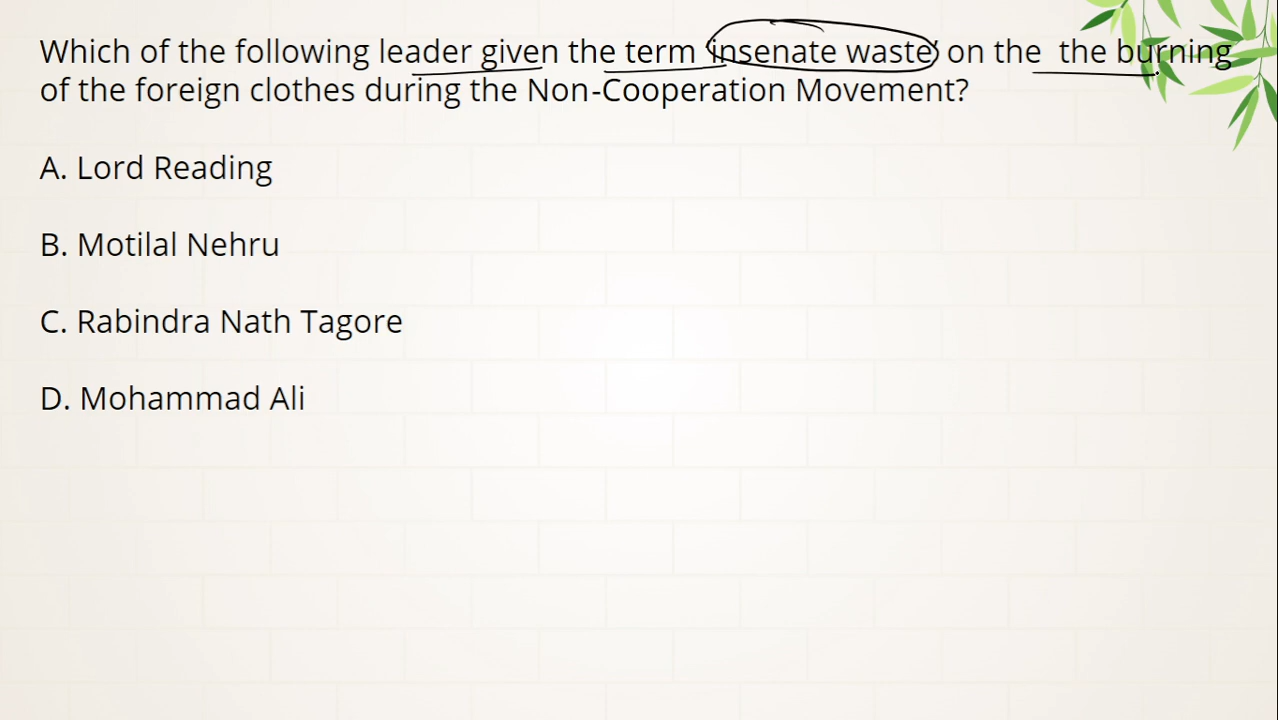 Which of the following leader given the term 'insenate waste' on the the burning
of the foreign clothes during the Non-Cooperation Movement?
A. Lord Reading
B. Motilal Nehru
C. Rabindra Nath Tagore
D. Mohammad Ali